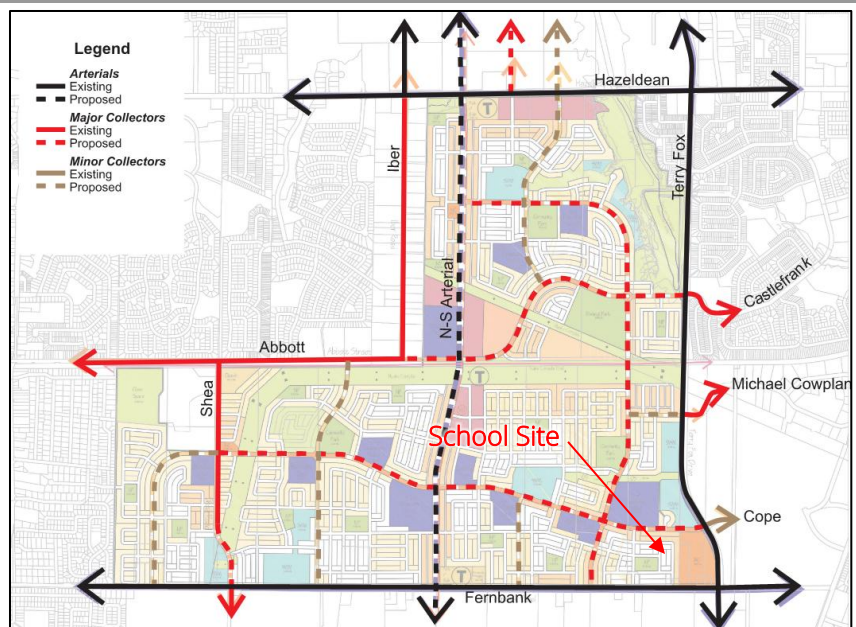 Legend
Arterials
Existing
Proposed
Major Collectors
Existing
Proposed
Minor Collectors
Existing
Proposed
Hazeldean
T
Iber
Terry Fox
N-S Arterial
Castlefrank
Abbott
T
Michael Cowplan
Shea
School Site
Cope
T
Fernbank